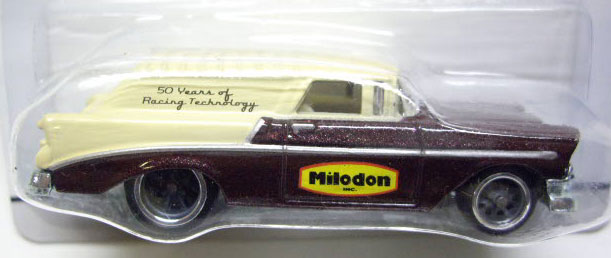 50 Years of
Racing Technology
Milodon
INC.